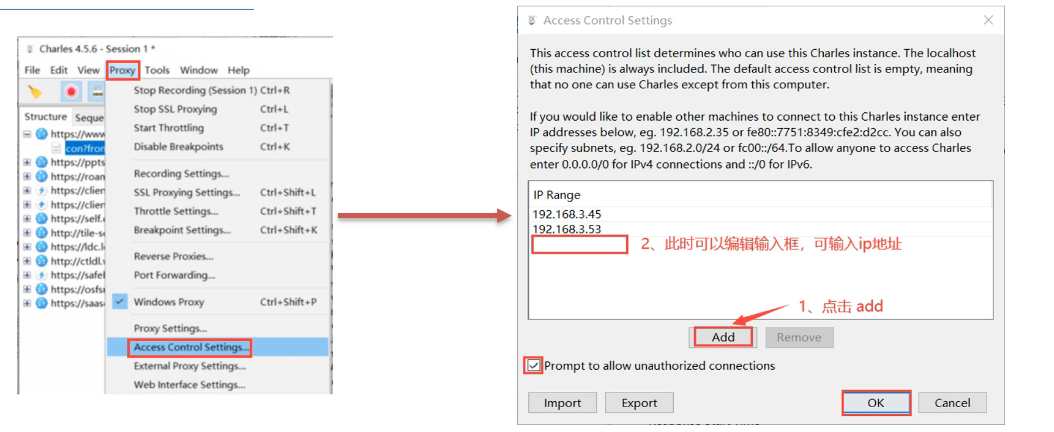 Charles 4.5.6 - Session 1 *
File Edit View Proxy Tools Window Help
Stop Recording (Session 1) Ctrl+R
Stop SSL Proxying Ctrl+L
Start Throttling Ctrl+T
Disable Breakpoints Ctrl+K
Recording Settings...
SSL Proxying Settings... Ctrl+Shift+L
Throttle Settings... Ctrl+Shift+T
Breakpoint Settings... Ctrl+Shift+K
Reverse Proxies...
Port Forwarding...
Windows Proxy Ctrl+Shift+P
Proxy Settings...
Access Control Settings...
External Proxy Settings...
Web Interface Settings...
Structure Seque
https://www
con?from
https://ppts
https://roan
https://clien
https://clien
https://self.e
http://tile-se
https://ldc.l
http://ctldl.v
https://safel
https://osfsr
https://saas
Access Control Settings
This access control list determines who can use this Charles instance. The localhost
(this machine) is always included. The default access control list is empty, meaning
that no one can use Charles except from this computer.
If you would like to enable other machines to connect to this Charles instance enter
IP addresses below, eg. 192.168.2.35 or fe80::7751:8349:cfe2:d2cc. You can also
specify subnets, eg. 192.168.2.0/24 or fc00::/64.To allow anyone to access Charles
enter 0.0.0.0/0 for IPv4 connections and ::/0 for IPv6.
IP Range
192.168.3.45
192.168.3.53
2、此时可以编辑输入框，可输入ip地址
1、点击 add
Add Remove
Prompt to allow unauthorized connections
Import Export OK Cancel